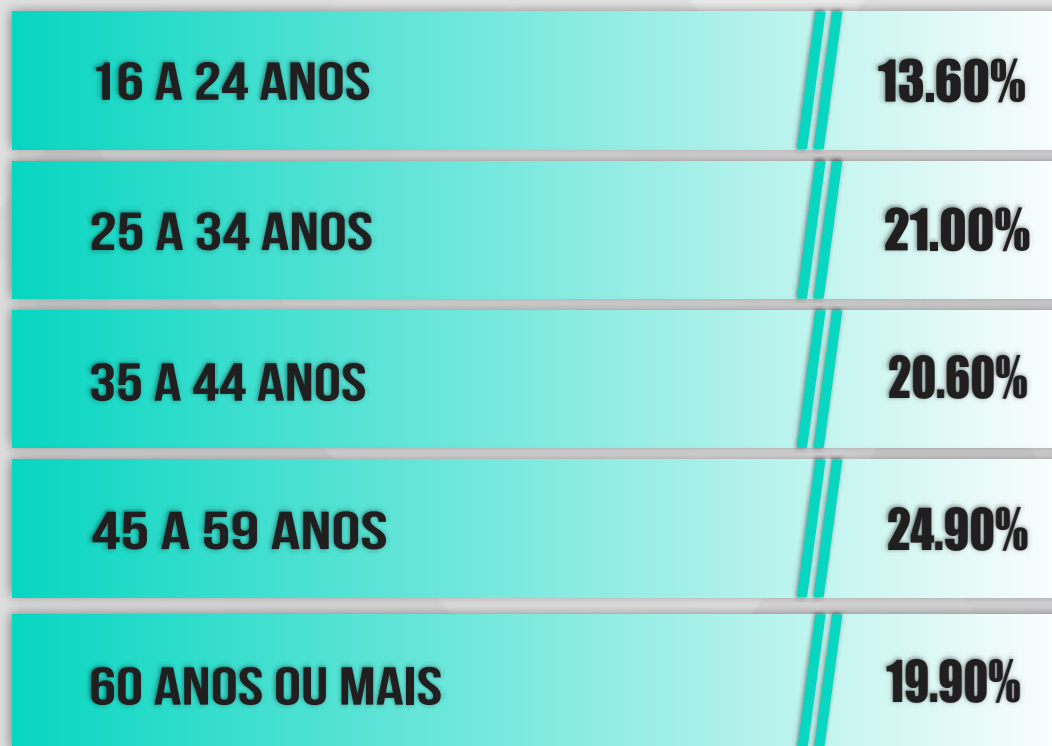 16 A 24 ANOS 13.60%
25 A 34 ANOS 21.00%
35 A 44 ANOS 20.60%
45 A 59 ANOS 24.90%
60 ANOS OU MAIS 19.90%